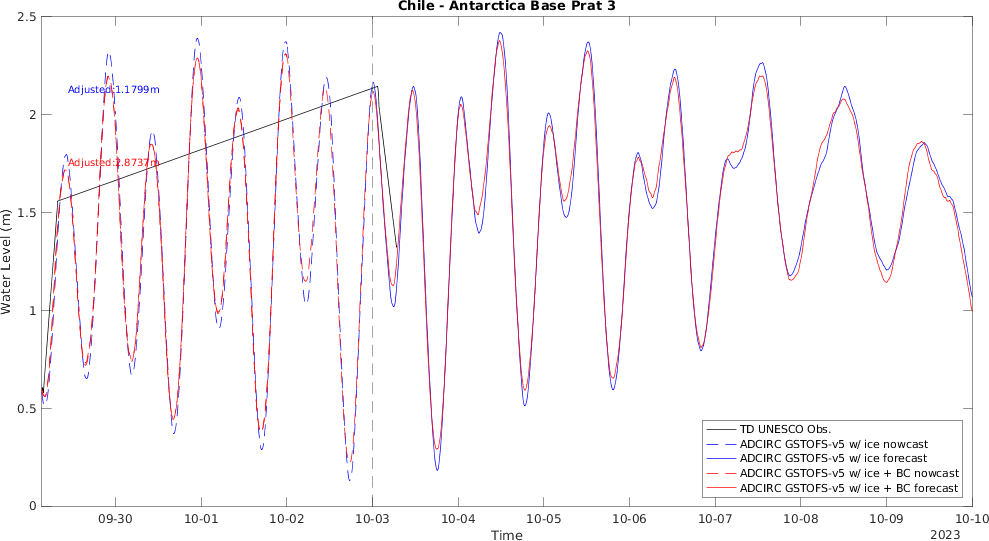 Chile - Antarctica Base Prat 3
2.5
2
1.5
1
0.5
0
Water Level (m)
Adjusted:1.1799m
Adjusted:2.8737m
TD UNESCO Obs.
ADCIRC GSTOFS-v5 w/ ice nowcast
ADCIRC GSTOFS-v5 w/ ice forecast
ADCIRC GSTOFS-v5 w/ ice + BC nowcast
ADCIRC GSTOFS-v5 w/ ice + BC forecast
09-30 10-01 10-02 10-03 10-04 10-05 10-06 10-07 10-08 10-09 10-10
Time
2023